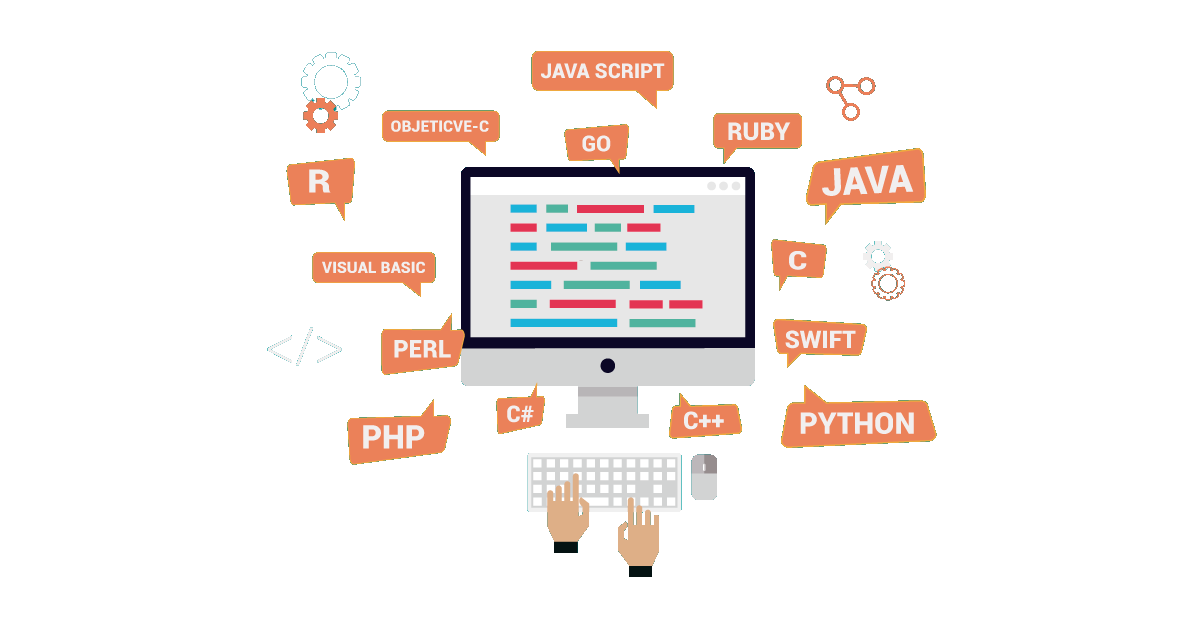 JAVA SCRIPT
OBJETICVE-C
GO
RUBY
R
JAVA
VISUAL BASIC
C
</>
PERL
SWIFT
PHP
C#
C++
PYTHON